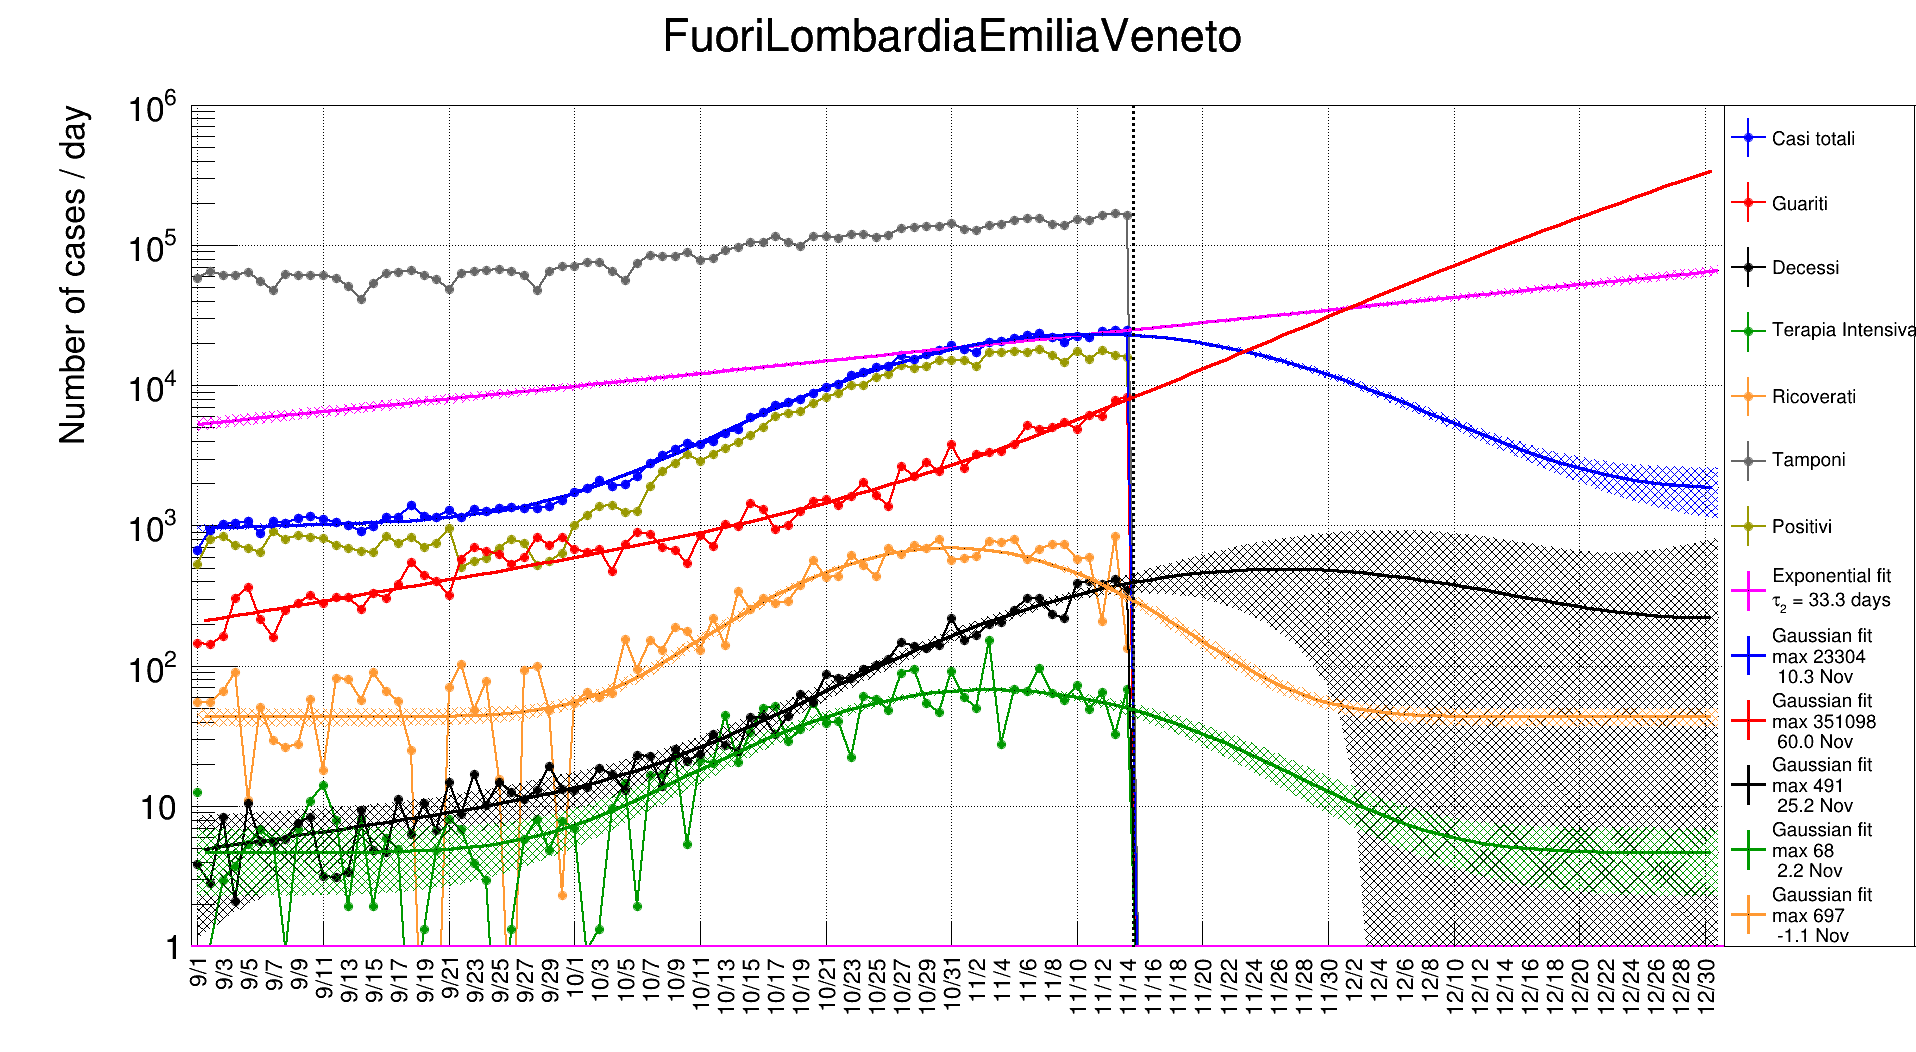 FuoriLombardiaEmiliaVeneto
Number of cases / day
10^6
10^5
10^4
10^3
10^2
10
1
9/1 9/3 9/5 9/7 9/9 9/11 9/13 9/15 9/17 9/19 9/21 9/23 9/25 9/27 9/29 10/1 10/3 10/5 10/7 10/9 10/11 10/13 10/15 10/17 10/19 10/21 10/23 10/25 10/27 10/29 10/31 11/2 11/4 11/6 11/8 11/10 11/12 11/14 11/16 11/18 11/20 11/22 11/24 11/26 11/28 11/30 12/2 12/4 12/6 12/8 12/10 12/12 12/14 12/16 12/18 12/20 12/22 12/24 12/26 12/28 12/30
Casi totali
Guariti
Decessi
Terapia Intensiva
Ricoverati
Tamponi
Positivi
Exponential fit
τ₂ = 33.3 days
Gaussian fit
max 23304
10.3 Nov
Gaussian fit
max 351098
60.0 Nov
Gaussian fit
max 491
25.2 Nov
Gaussian fit
max 68
2.2 Nov
Gaussian fit
max 697
-1.1 Nov